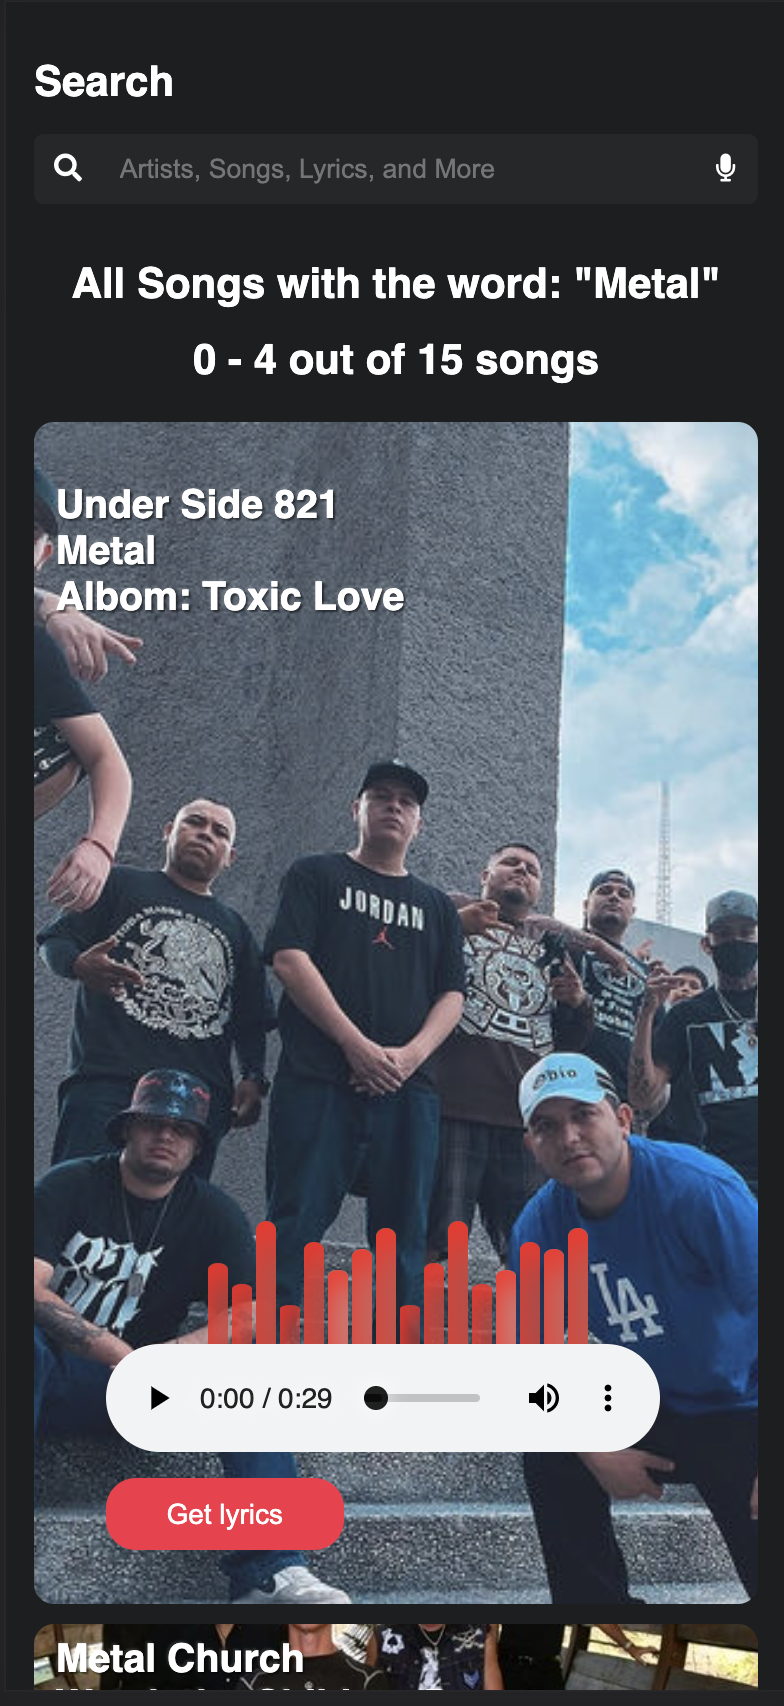 Search
Artists, Songs, Lyrics, and More
All Songs with the word: "Metal"
0 - 4 out of 15 songs
Under Side 821
Metal
Albom: Toxic Love
JORDAN
821
LA
0:00 / 0:29
Get lyrics
Metal Church